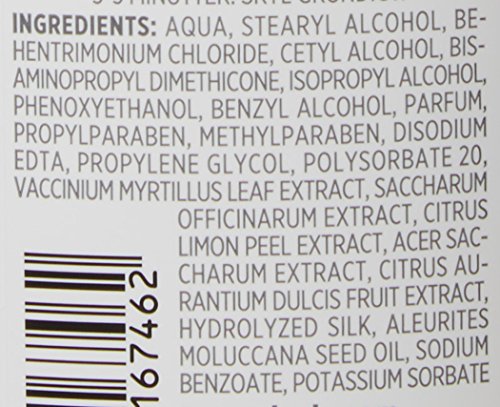 INGREDIENTS: AQUA, STEARYL ALCOHOL, BE-
HENTRIMONIUM CHLORIDE, CETYL ALCOHOL, BIS-
AMINOPROPYL DIMETHICONE, ISOPROPYL ALCOHOL,
PHENOXYETHANOL, BENZYL ALCOHOL, PARFUM,
PROPYLPARABEN, METHYLPARABEN, DISODIUM
EDTA, PROPYLENE GLYCOL, POLYSORBATE 20,
VACCINIUM MYRTILLUS LEAF EXTRACT, SACCHARUM
OFFICINARUM EXTRACT, CITRUS
LIMON PEEL EXTRACT, ACER SAC-
CHARUM EXTRACT, CITRUS AU-
RANTIUM DULCIS FRUIT EXTRACT,
HYDROLYZED SILK, ALEURITES
MOLUCCANA SEED OIL, SODIUM
BENZOATE, POTASSIUM SORBATE
167462